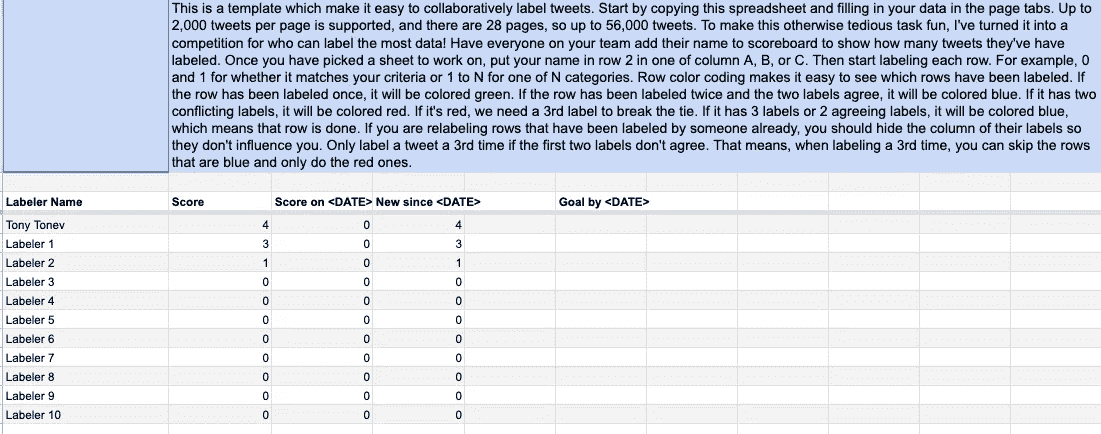 This is a template which make it easy to collaboratively label tweets. Start by copying this spreadsheet and filling in your data in the page tabs. Up to
2,000 tweets per page is supported, and there are 28 pages, so up to 56,000 tweets. To make this otherwise tedious task fun, I've turned it into a
competition for who can label the most data! Have everyone on your team add their name to scoreboard to show how many tweets they've have
labeled. Once you have picked a sheet to work on, put your name in row 2 in one of column A, B, or C. Then start labeling each row. For example, 0
and 1 for whether it matches your criteria or 1 to N for one of N categories. Row color coding makes it easy to see which rows have been labeled. If
the row has been labeled once, it will be colored green. If the row has been labeled twice and the two labels agree, it will be colored blue. If it has two
conflicting labels, it will be colored red. If it's red, we need a 3rd label to break the tie. If it has 3 labels or 2 agreeing labels, it will be colored blue,
which means that row is done. If you are relabeling rows that have been labeled by someone already, you should hide the column of their labels so
they don't influence you. Only label a tweet a 3rd time if the first two labels don't agree. That means, when labeling a 3rd time, you can skip the rows
that are blue and only do the red ones.
Labeler Name Score Score on <DATE> New since <DATE> Goal by <DATE>
Tony Tonev 4 0 4
Labeler 1 3 0 3
Labeler 2 1 0 1
Labeler 3 0 0 0
Labeler 4 0 0 0
Labeler 5 0 0 0
Labeler 6 0 0 0
Labeler 7 0 0 0
Labeler 8 0 0 0
Labeler 9 0 0 0
Labeler 10 0 0 0